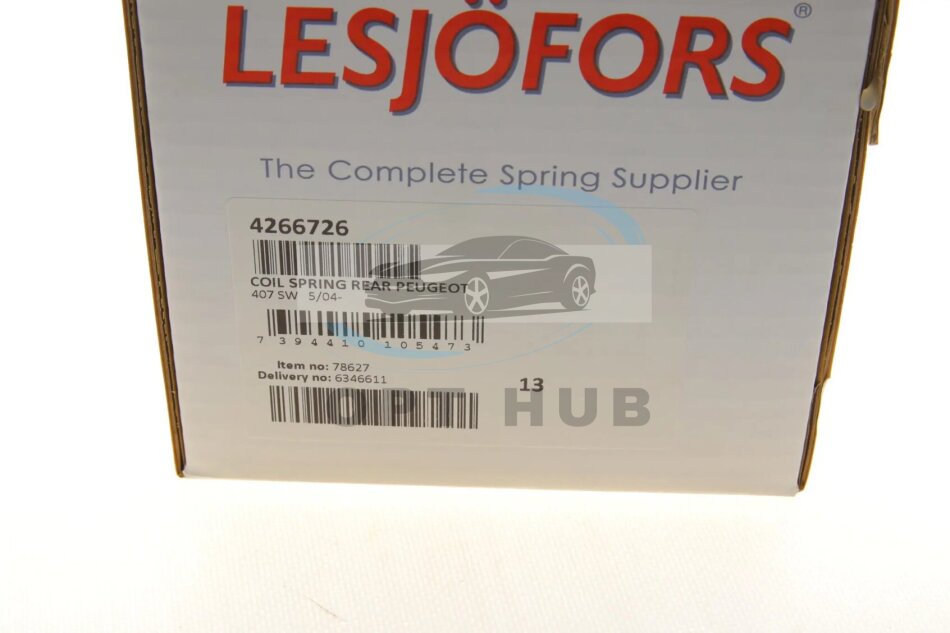 LESJÖFORS®
The Complete Spring Supplier
4266726
COIL SPRING REAR PEUGEOT
407 SW 5/04-
7 394410 105473
Item no: 78627
Delivery no: 6346611
13
OPT HUB